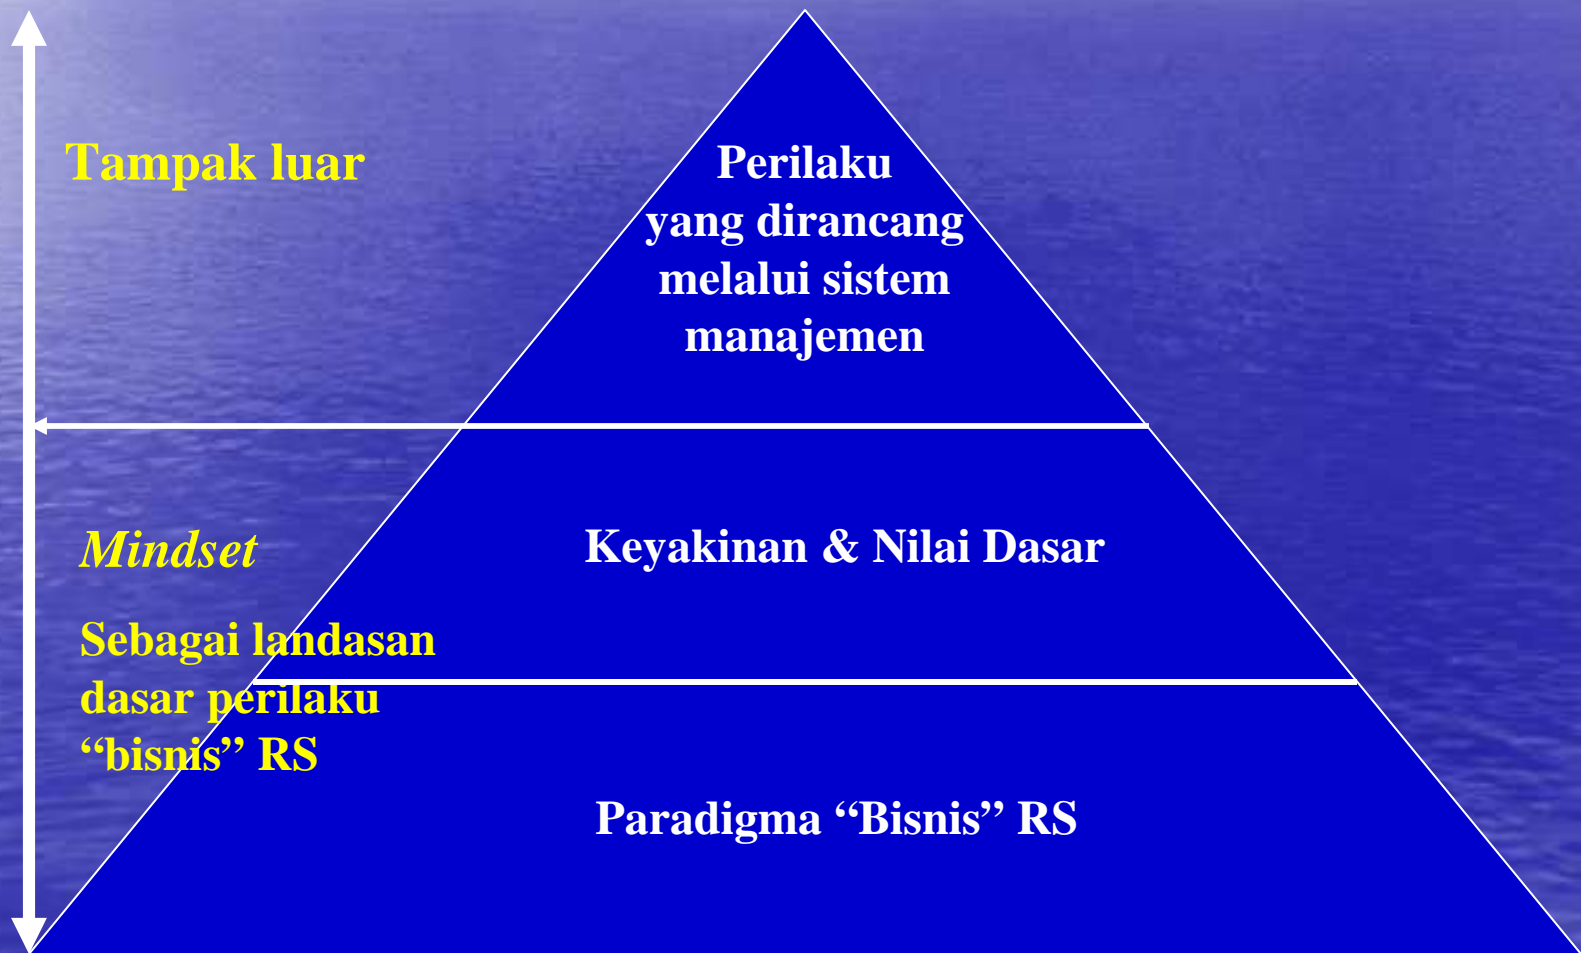 Tampak luar
Perilaku
yang dirancang
melalui sistem
manajemen
Mindset
Keyakinan & Nilai Dasar
Sebagai landasan
dasar perilaku
“bisnis” RS
Paradigma “Bisnis” RS